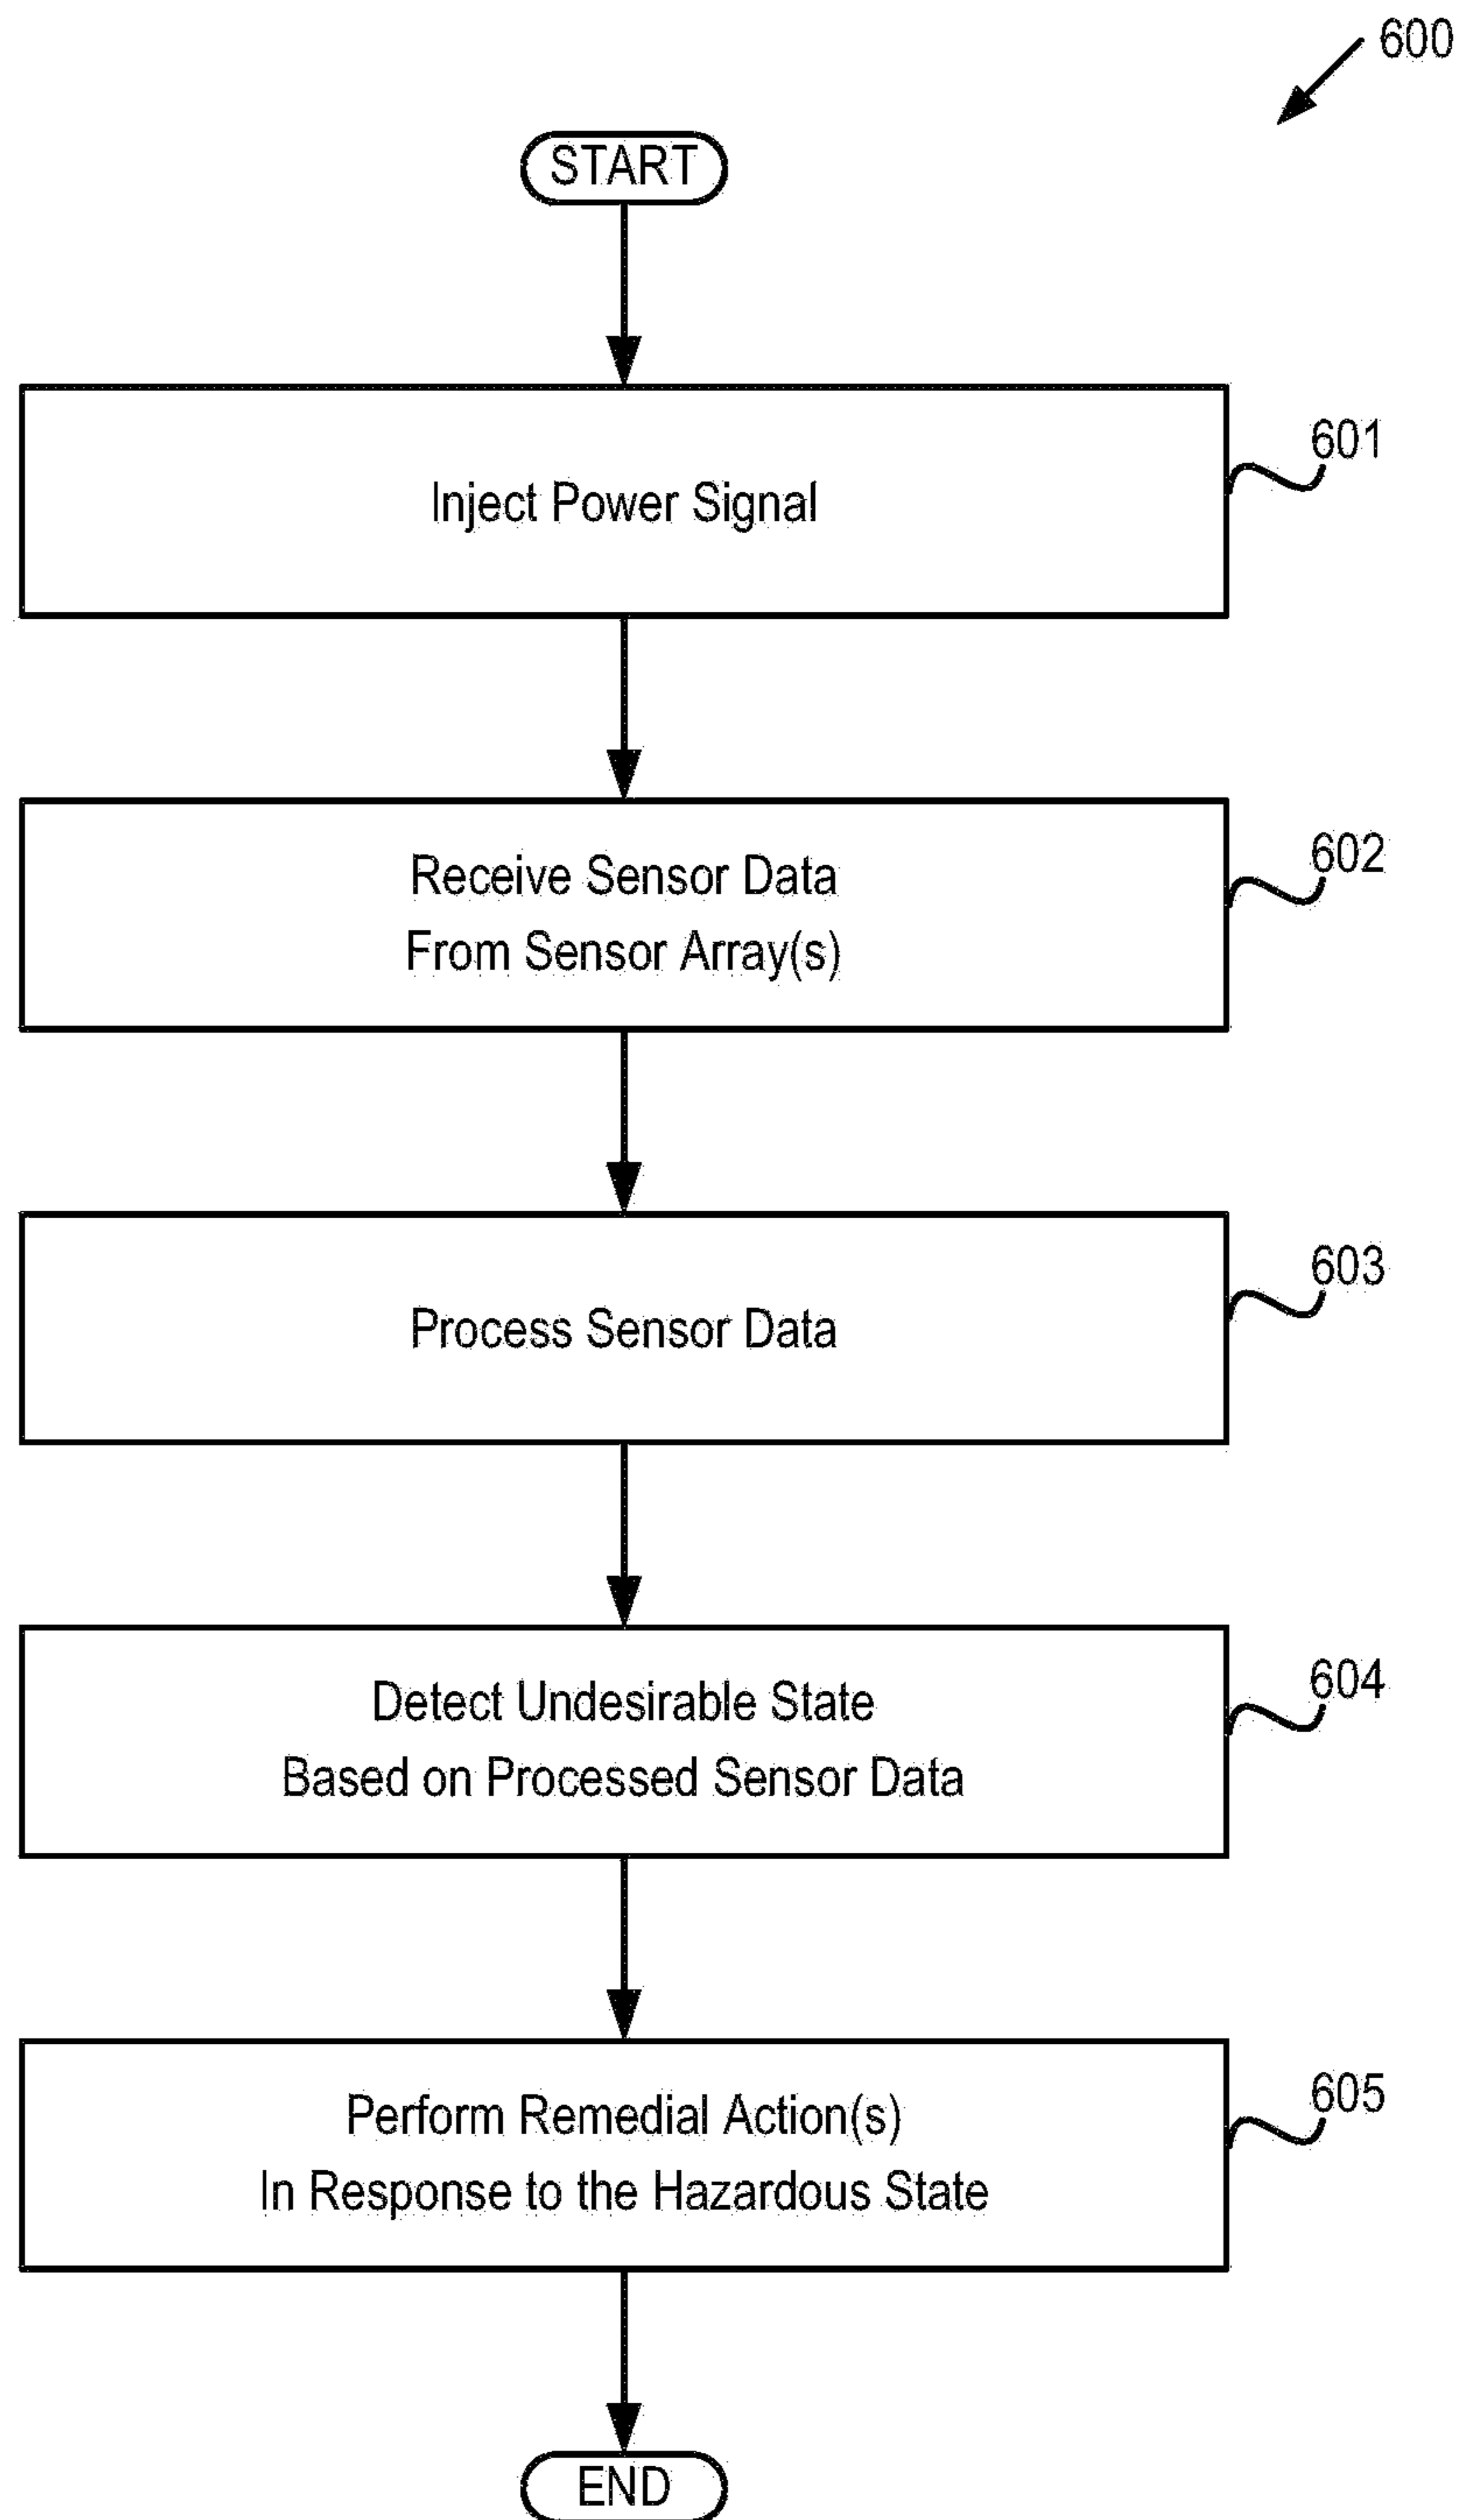 600
START
601
Inject Power Signal
602
Receive Sensor Data
From Sensor Array(s)
603
Process Sensor Data
604
Detect Undesirable State
Based on Processed Sensor Data
605
Perform Remedial Action(s)
In Response to the Hazardous State
END